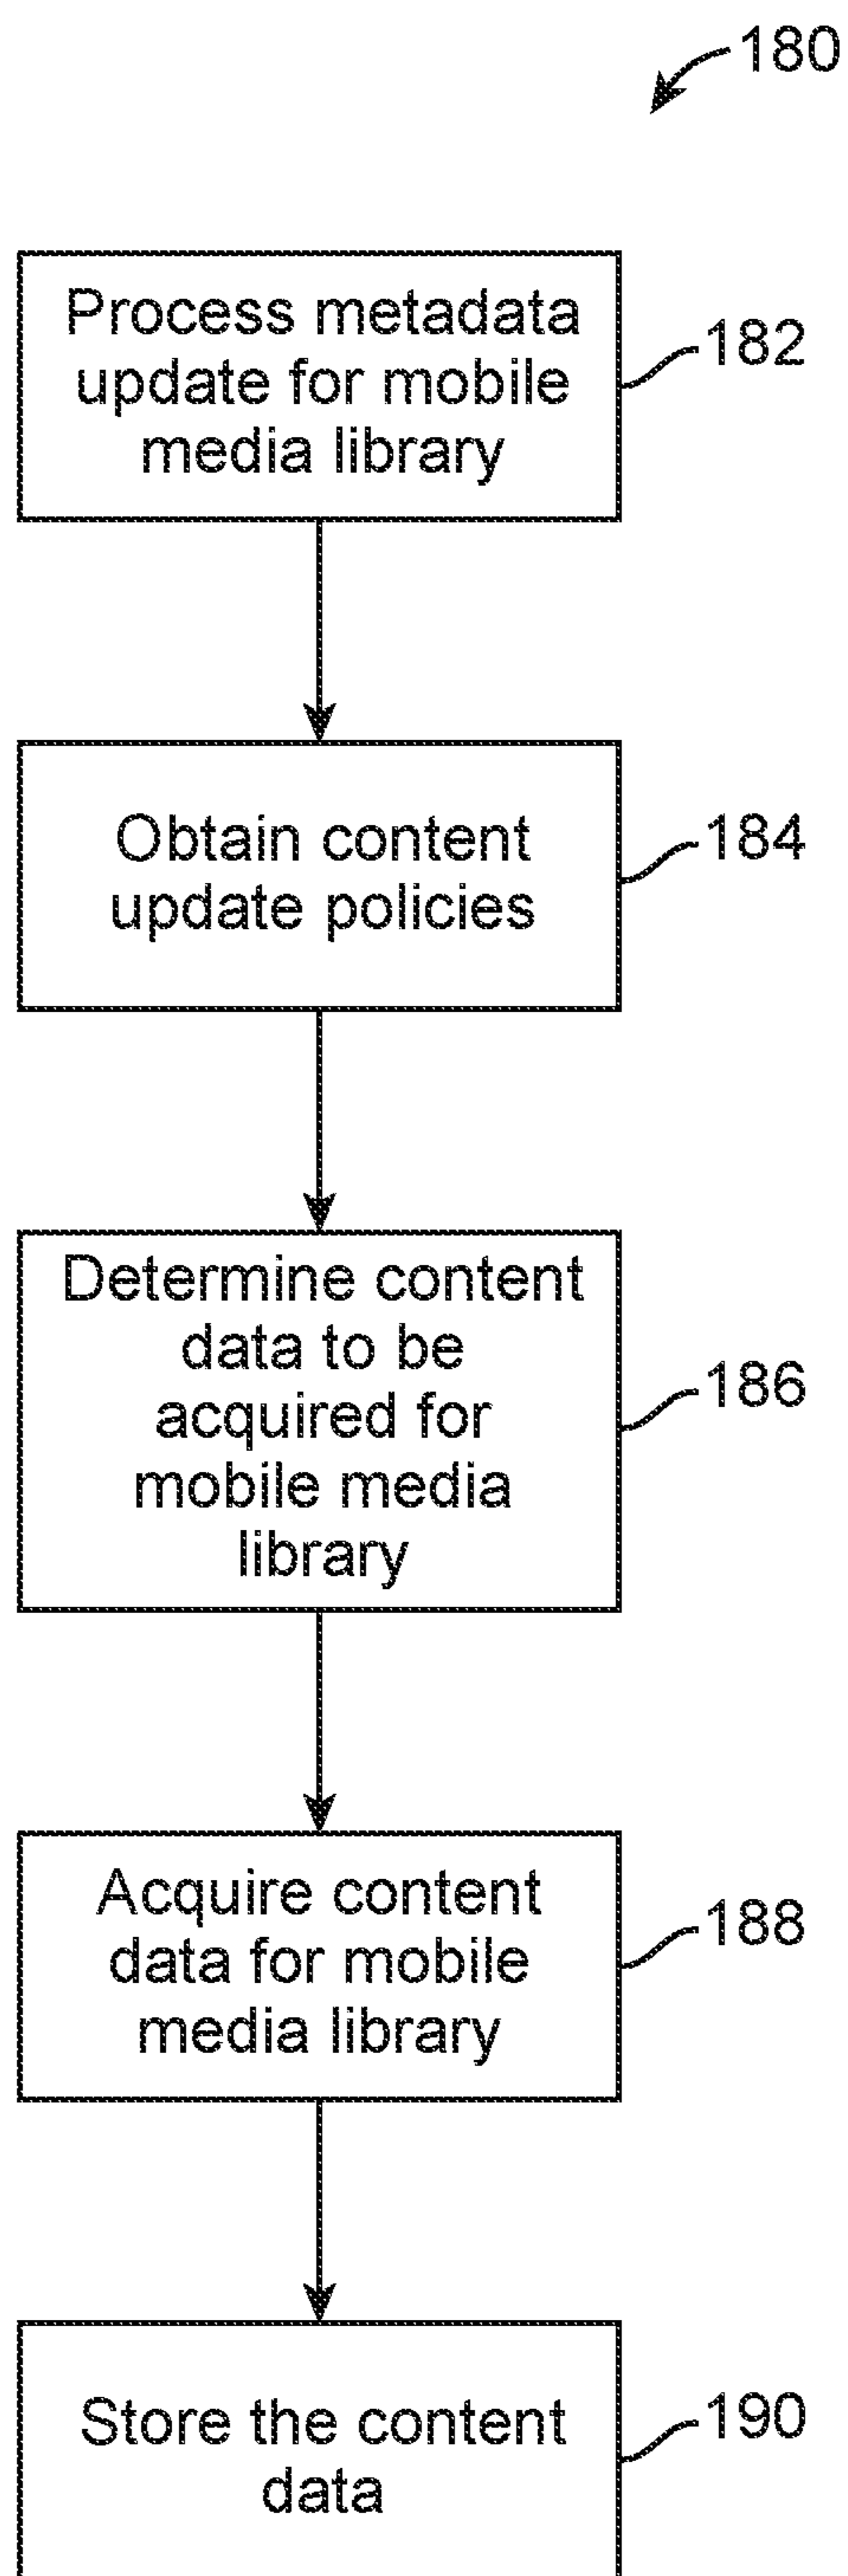 180
Process metadata
update for mobile
media library
182
Obtain content
update policies
184
Determine content
data to be
acquired for
mobile media
library
186
Acquire content
data for mobile
media library
188
Store the content
data
190